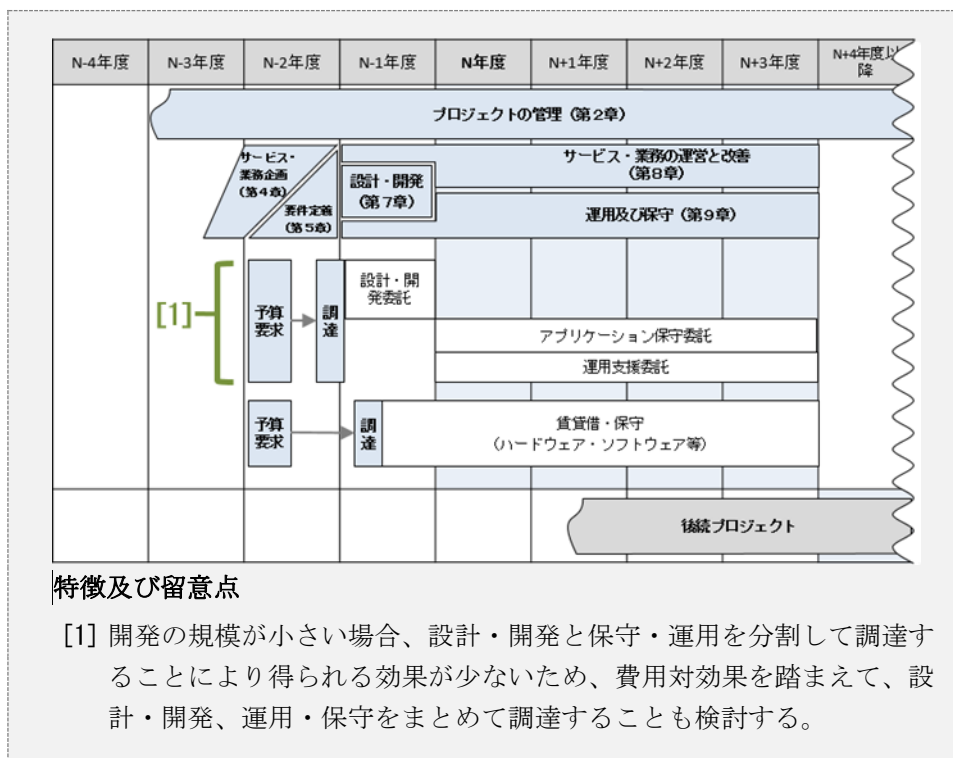 N-4年度 N-3年度 N-2年度 N-1年度 N年度 N+1年度 N+2年度 N+3年度 N+4年度以
降
プロジェクトの管理（第2章）
サービス・
業務企画
（第4章）
要件定義
（第5章）
設計・開発
（第7章）
サービス・業務の運営と改善
（第8章）
運用及び保守（第9章）
[1]
予算
要求
調
達
設計・開
発委託
アプリケーション保守委託
運用支援委託
予算
要求
調
達
賃貸借・保守
（ハードウェア・ソフトウェア等）
後続プロジェクト
特徴及び留意点
[1] 開発の規模が小さい場合、設計・開発と保守・運用を分割して調達す
ることにより得られる効果が少ないため、費用対効果を踏まえて、設
計・開発、運用・保守をまとめて調達することも検討する。